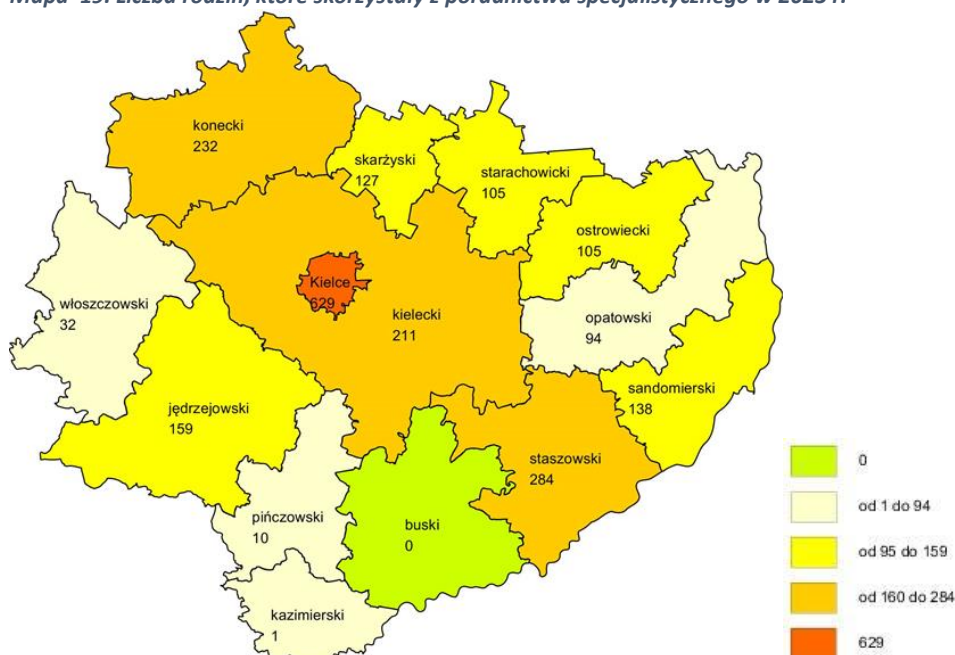 Mapa 19. Liczba rodzin, które skorzystały z poradnictwa specjalistycznego w 2023 r.
konecki
232
skarżyski
127
starachowicki
105
ostrowiecki
105
Kielce
629
włoszczowski
32
kielecki
211
opatowski
94
sandomierski
138
jędrzejowski
159
staszowski
284
pińczowski
10
buski
0
kazimierski
1
0
od 1 do 94
od 95 do 159
od 160 do 284
629